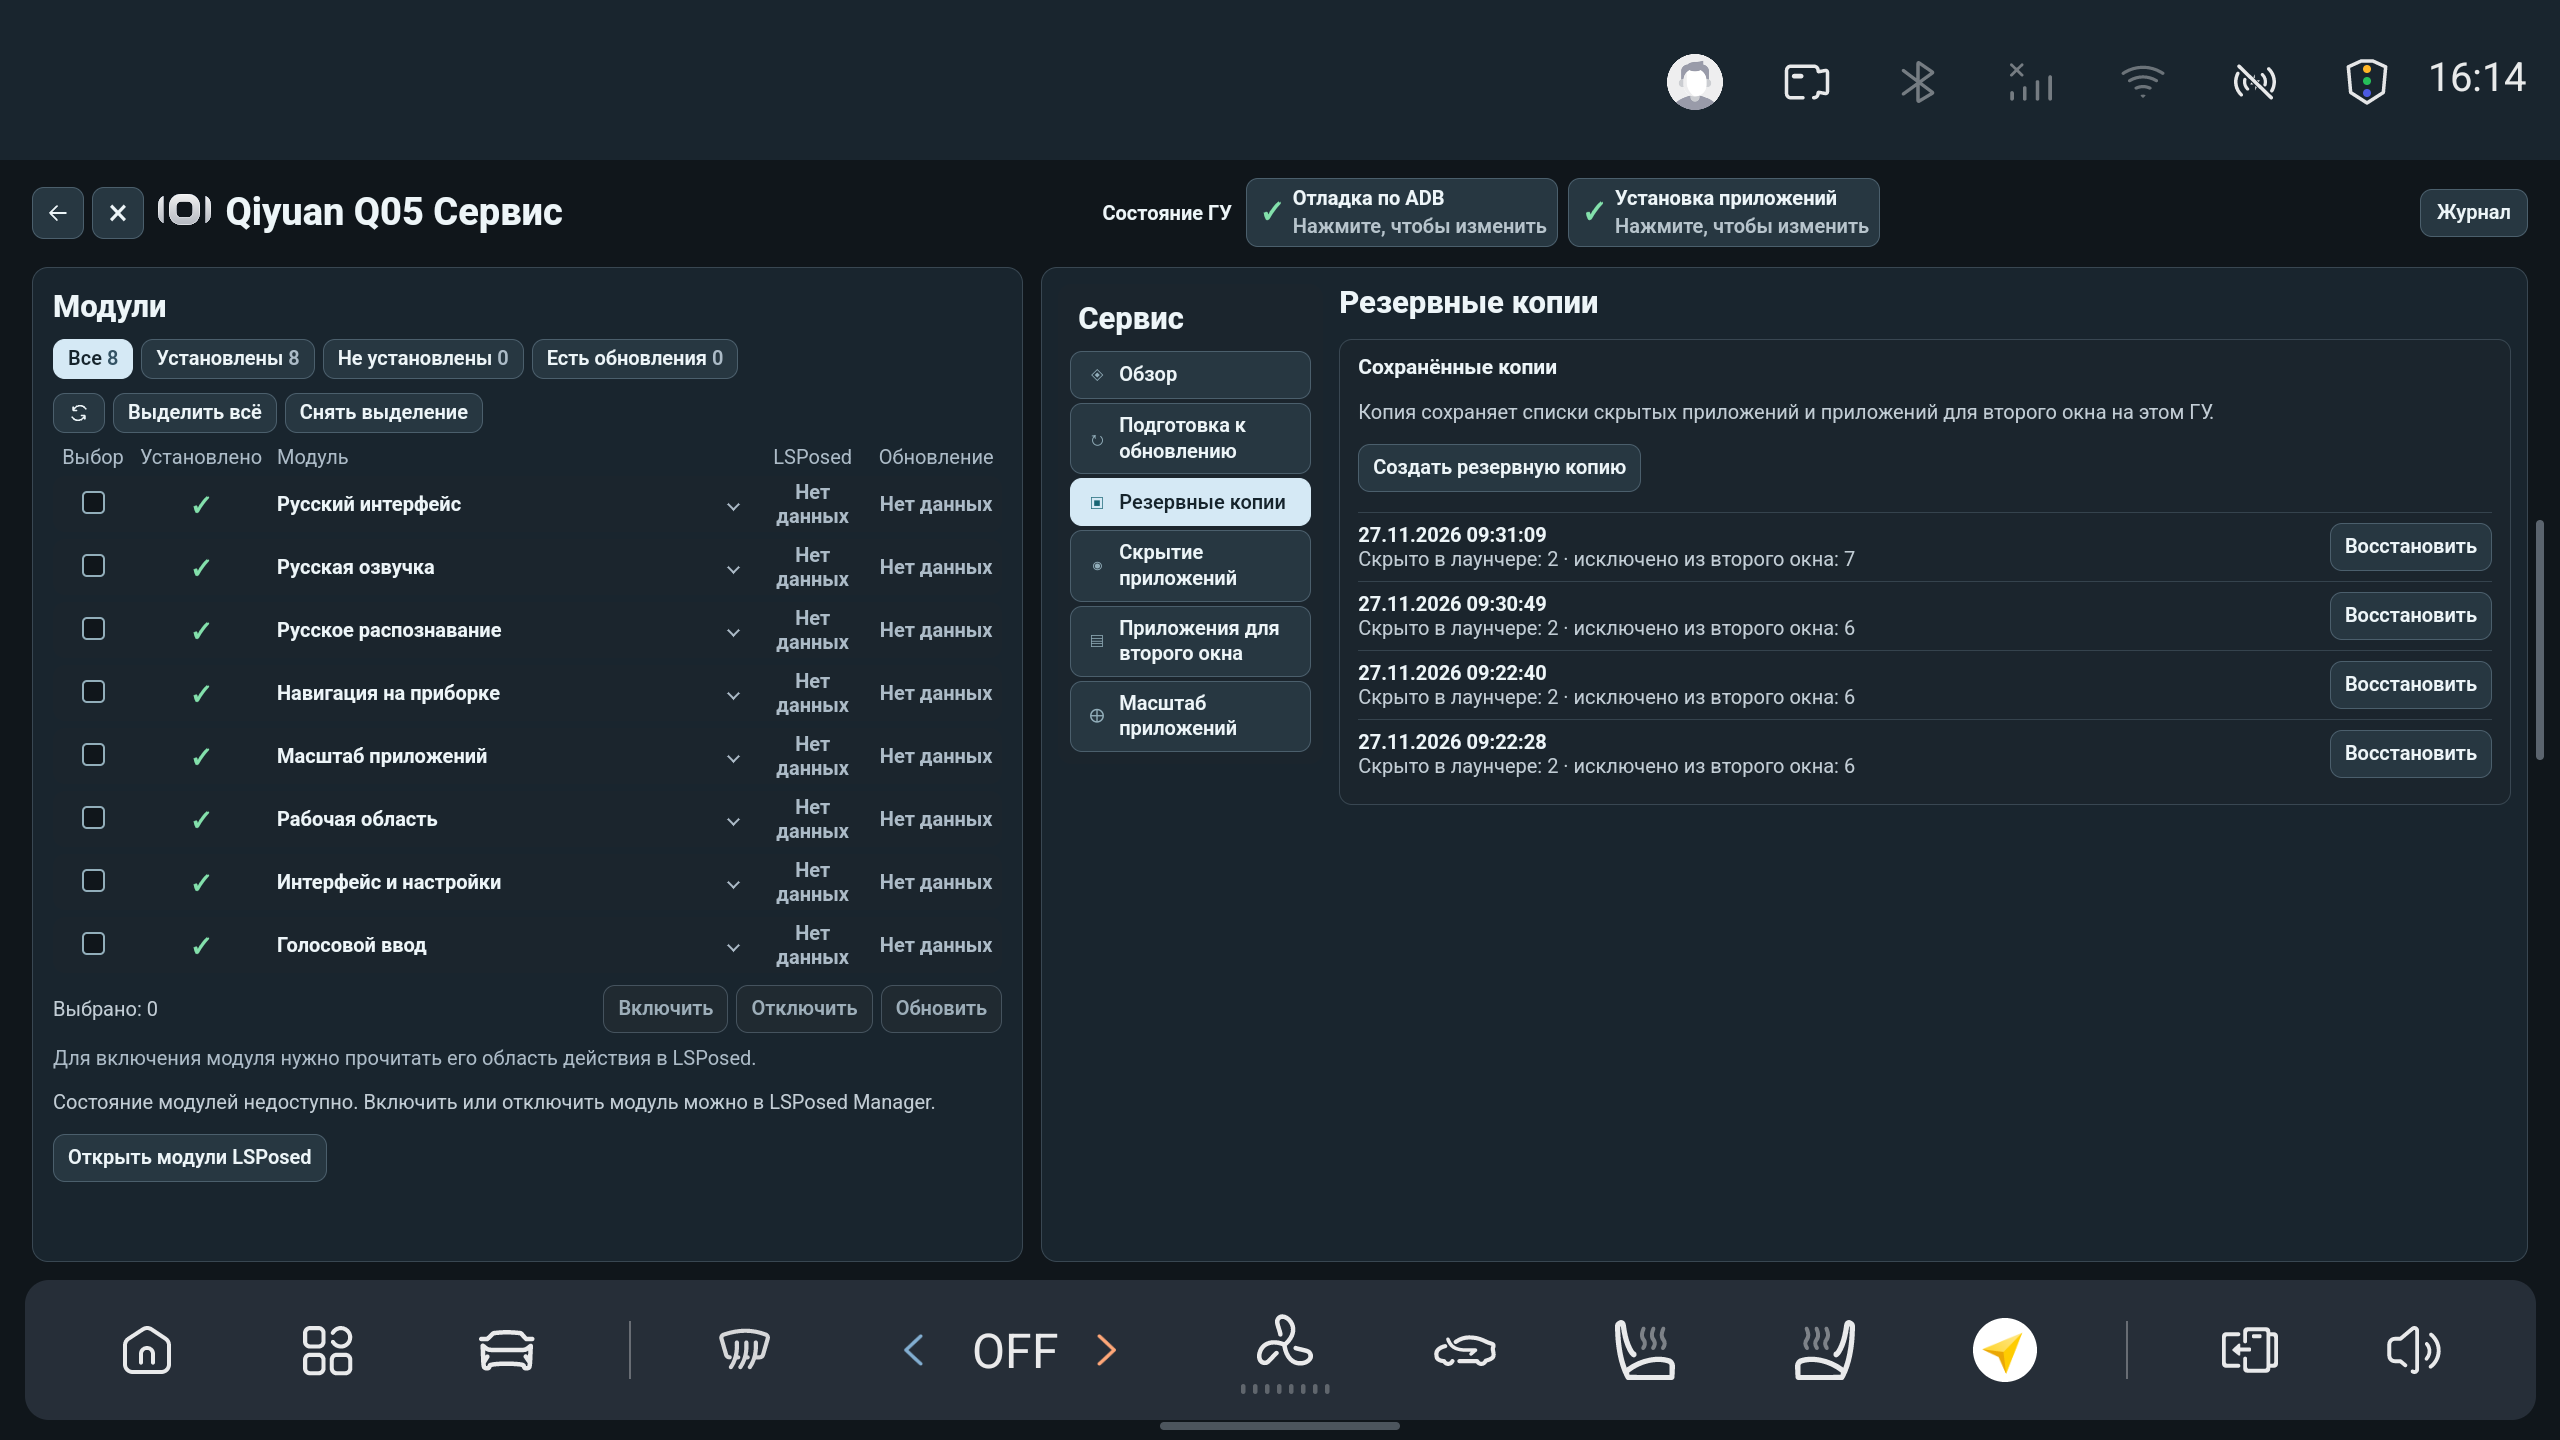 16:14
Qiyuan Q05 Сервис
Состояние ГУ
✓ Отладка по ADB
Нажмите, чтобы изменить
✓ Установка приложений
Нажмите, чтобы изменить
Журнал
Модули
Все 8
Установлены 8
Не установлены 0
Есть обновления 0
Выделить всё
Снять выделение
Выбор Установлено Модуль LSPosed Обновление
✓ Русский интерфейс Нет данных Нет данных
✓ Русская озвучка Нет данных Нет данных
✓ Русское распознавание Нет данных Нет данных
✓ Навигация на приборке Нет данных Нет данных
✓ Масштаб приложений Нет данных Нет данных
✓ Рабочая область Нет данных Нет данных
✓ Интерфейс и настройки Нет данных Нет данных
✓ Голосовой ввод Нет данных Нет данных
Выбрано: 0
Включить
Отключить
Обновить
Для включения модуля нужно прочитать его область действия в LSPosed.
Состояние модулей недоступно. Включить или отключить модуль можно в LSPosed Manager.
Открыть модули LSPosed
Сервис
Обзор
Подготовка к
обновлению
Резервные копии
Скрытие
приложений
Приложения для
второго окна
Масштаб
приложений
Резервные копии
Сохранённые копии
Копия сохраняет списки скрытых приложений и приложений для второго окна на этом ГУ.
Создать резервную копию
27.11.2026 09:31:09
Скрыто в лаунчере: 2 · исключено из второго окна: 7
Восстановить
27.11.2026 09:30:49
Скрыто в лаунчере: 2 · исключено из второго окна: 6
Восстановить
27.11.2026 09:22:40
Скрыто в лаунчере: 2 · исключено из второго окна: 6
Восстановить
27.11.2026 09:22:28
Скрыто в лаунчере: 2 · исключено из второго окна: 6
Восстановить
OFF